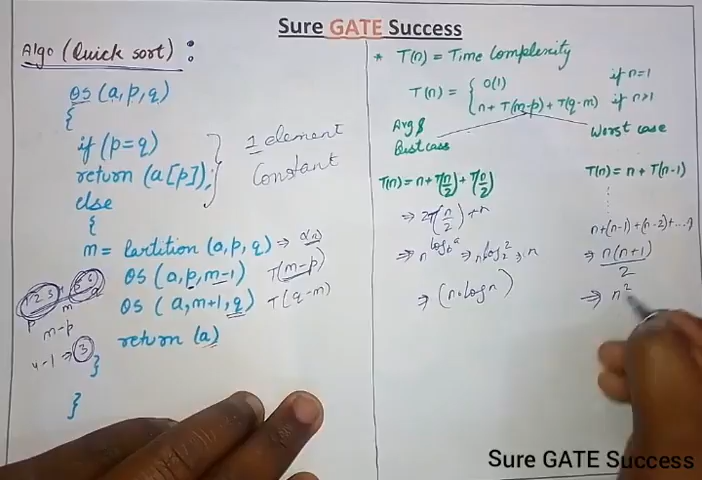 Sure GATE Success
Algo (Quick sort) :
QS (a,p,q)
{
if (p=q)
return (a[p]);
} 1 element
Constant
else
{
m = Partition (a,p,q) →
QS (a,p,m-1) T(m-p)
QS (a,m+1,q) T(q-m)
return (a)
}
}
p m q
m-p
4-1 ⇒ 3
* T(n) = Time Complexity
T(n) = { O(1) if n=1
n + T(m-p) + T(q-m) if n>1
Avg &
Best case
T(n) = n + T(n/2) + T(n/2)
⇒ 2T(n/2) + n
⇒ (n·logn)
Worst case
T(n) = n + T(n-1)
n+(n-1)+(n-2)+....
⇒ n(n+1)
2
⇒ n²
Sure GATE Success